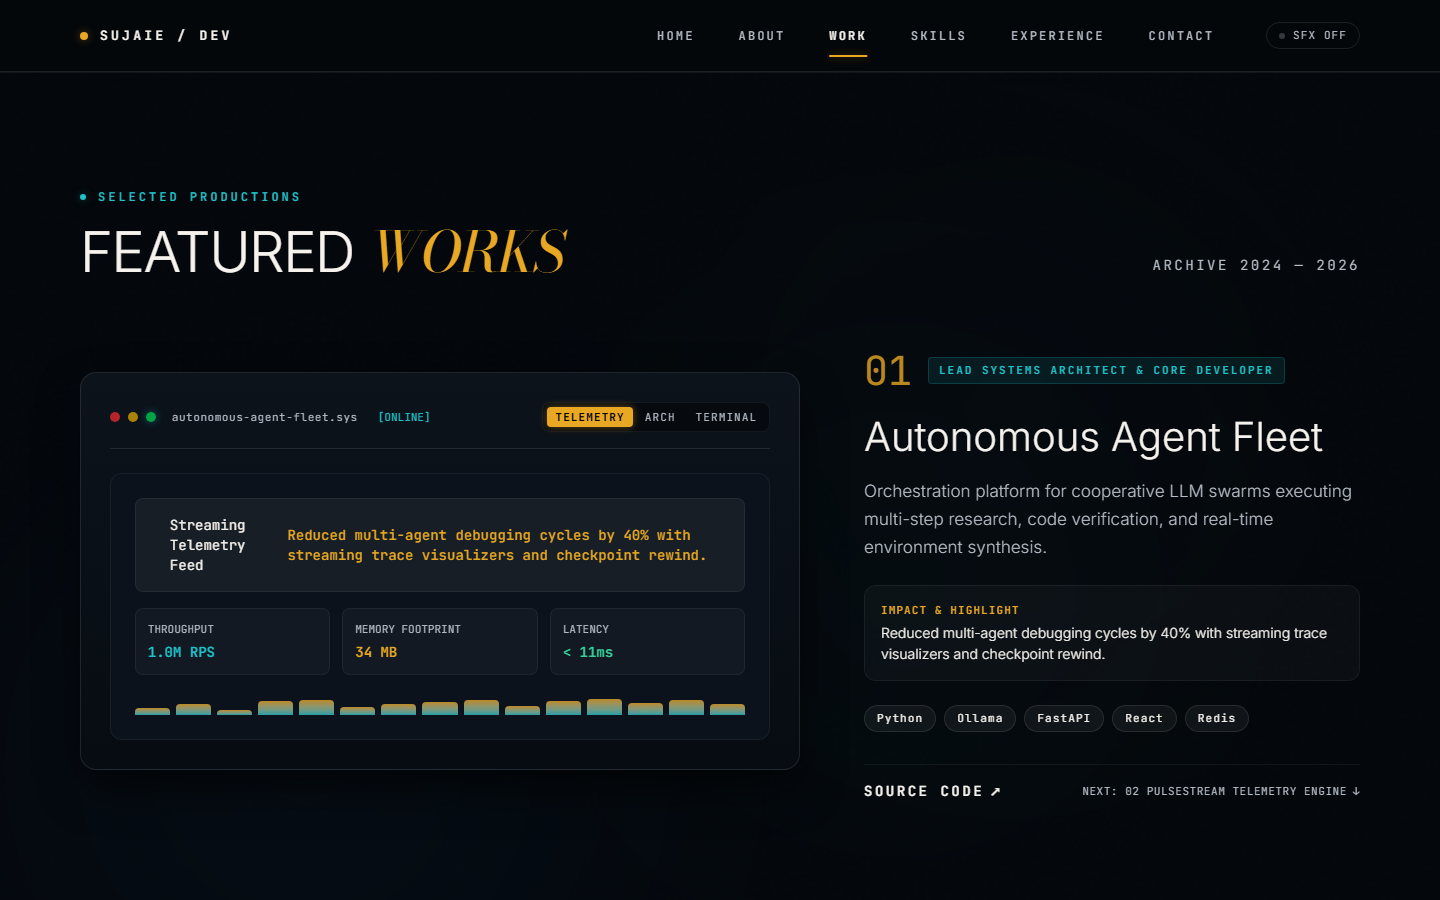 SUJAIE / DEV
HOME
ABOUT
WORK
SKILLS
EXPERIENCE
CONTACT
SFX OFF
SELECTED PRODUCTIONS
FEATURED WORKS
ARCHIVE 2024 — 2026
autonomous-agent-fleet.sys
[ONLINE]
TELEMETRY
ARCH
TERMINAL
Streaming
Telemetry
Feed
Reduced multi-agent debugging cycles by 40% with
streaming trace visualizers and checkpoint rewind.
THROUGHPUT
1.0M RPS
MEMORY FOOTPRINT
34 MB
LATENCY
< 11ms
01
LEAD SYSTEMS ARCHITECT & CORE DEVELOPER
Autonomous Agent Fleet
Orchestration platform for cooperative LLM swarms executing
multi-step research, code verification, and real-time
environment synthesis.
IMPACT & HIGHLIGHT
Reduced multi-agent debugging cycles by 40% with streaming trace
visualizers and checkpoint rewind.
Python
Ollama
FastAPI
React
Redis
SOURCE CODE ↗
NEXT: 02 PULSESTREAM TELEMETRY ENGINE ↓